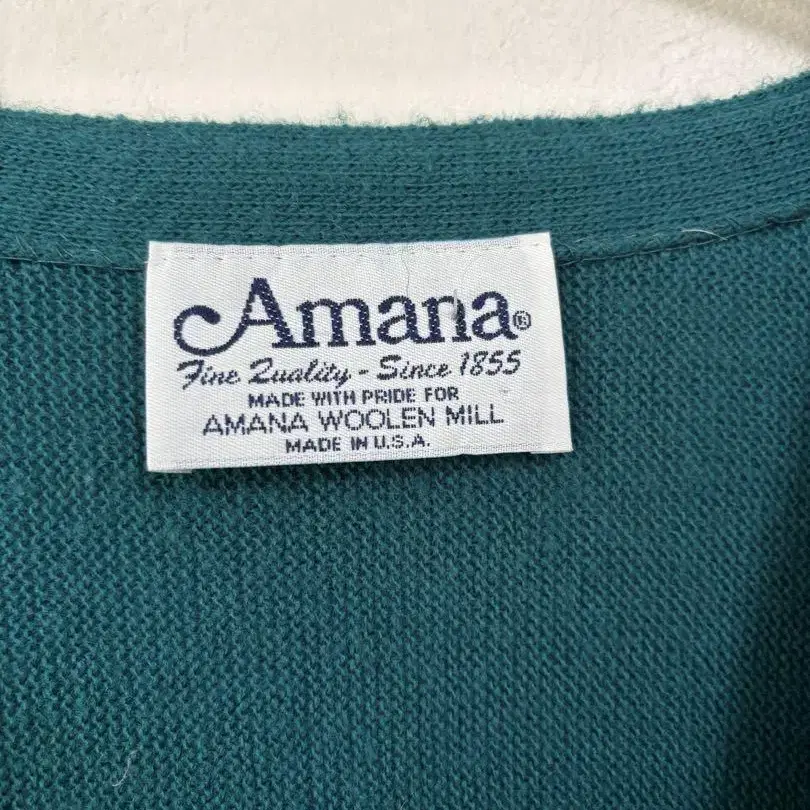 Amana®
Fine Quality - Since 1855
MADE WITH PRIDE FOR
AMANA WOOLEN MILL
MADE IN U.S.A.